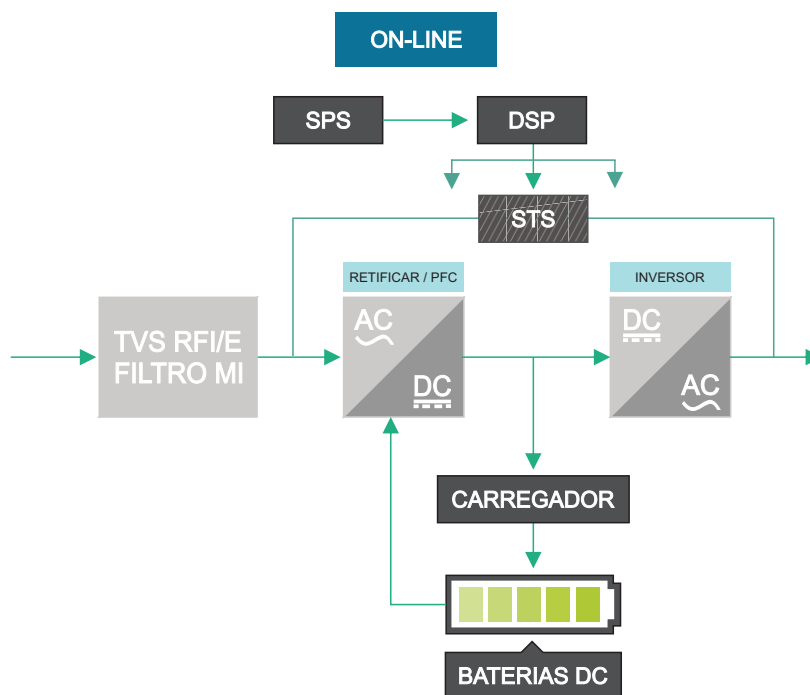 ON-LINE
SPS
DSP
STS
RETIFICAR / PFC
INVERSOR
TVS RFI/E
FILTRO MI
AC
DC
DC
AC
CARREGADOR
BATERIAS DC